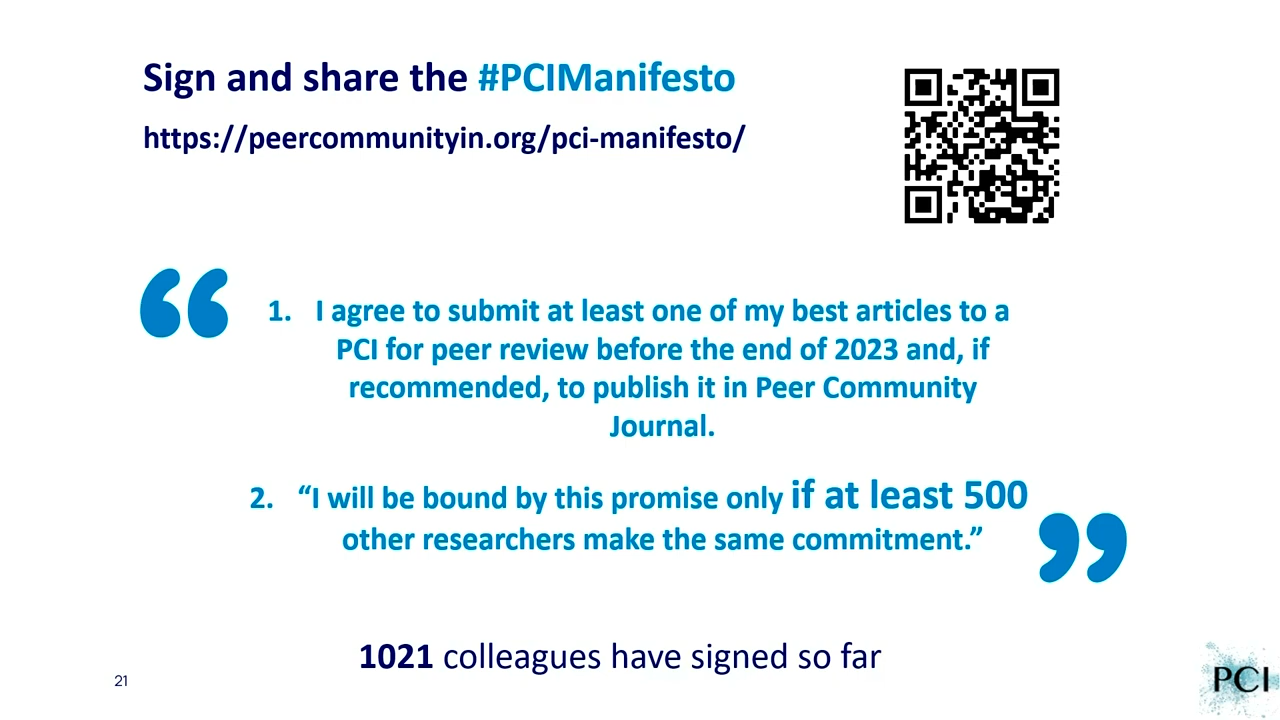 Sign and share the #PCIManifesto
https://peercommunityin.org/pci-manifesto/
“
1. I agree to submit at least one of my best articles to a
PCI for peer review before the end of 2023 and, if
recommended, to publish it in Peer Community
Journal.
2. “I will be bound by this promise only if at least 500
other researchers make the same commitment.”
”
1021 colleagues have signed so far
21
PCI